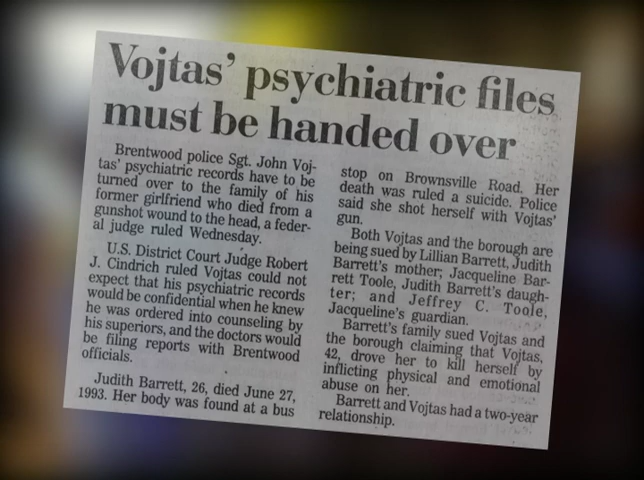 Vojtas' psychiatric files
must be handed over
Brentwood police Sgt. John Voj-
tas' psychiatric records have to be
turned over to the family of his
former girlfriend who died from a
gunshot wound to the head, a feder-
al judge ruled Wednesday.
U.S. District Court Judge Robert
J. Cindrich ruled Vojtas could not
expect that his psychiatric records
would be confidential when he knew
he was ordered into counseling by
his superiors, and the doctors would
be filing reports with Brentwood
officials.
Judith Barrett, 26, died June 27,
1993. Her body was found at a bus
stop on Brownsville Road. Her
death was ruled a suicide. Police
said she shot herself with Vojtas'
gun.
Both Vojtas and the borough are
being sued by Lillian Barrett, Judith
Barrett's mother; Jacqueline Bar-
rett Toole, Judith Barrett's daugh-
ter; and Jeffrey C. Toole,
Jacqueline's guardian.
Barrett's family sued Vojtas and
the borough claiming that Vojtas,
42, drove her to kill herself by
inflicting physical and emotional
abuse on her.
Barrett and Vojtas had a two-year
relationship.